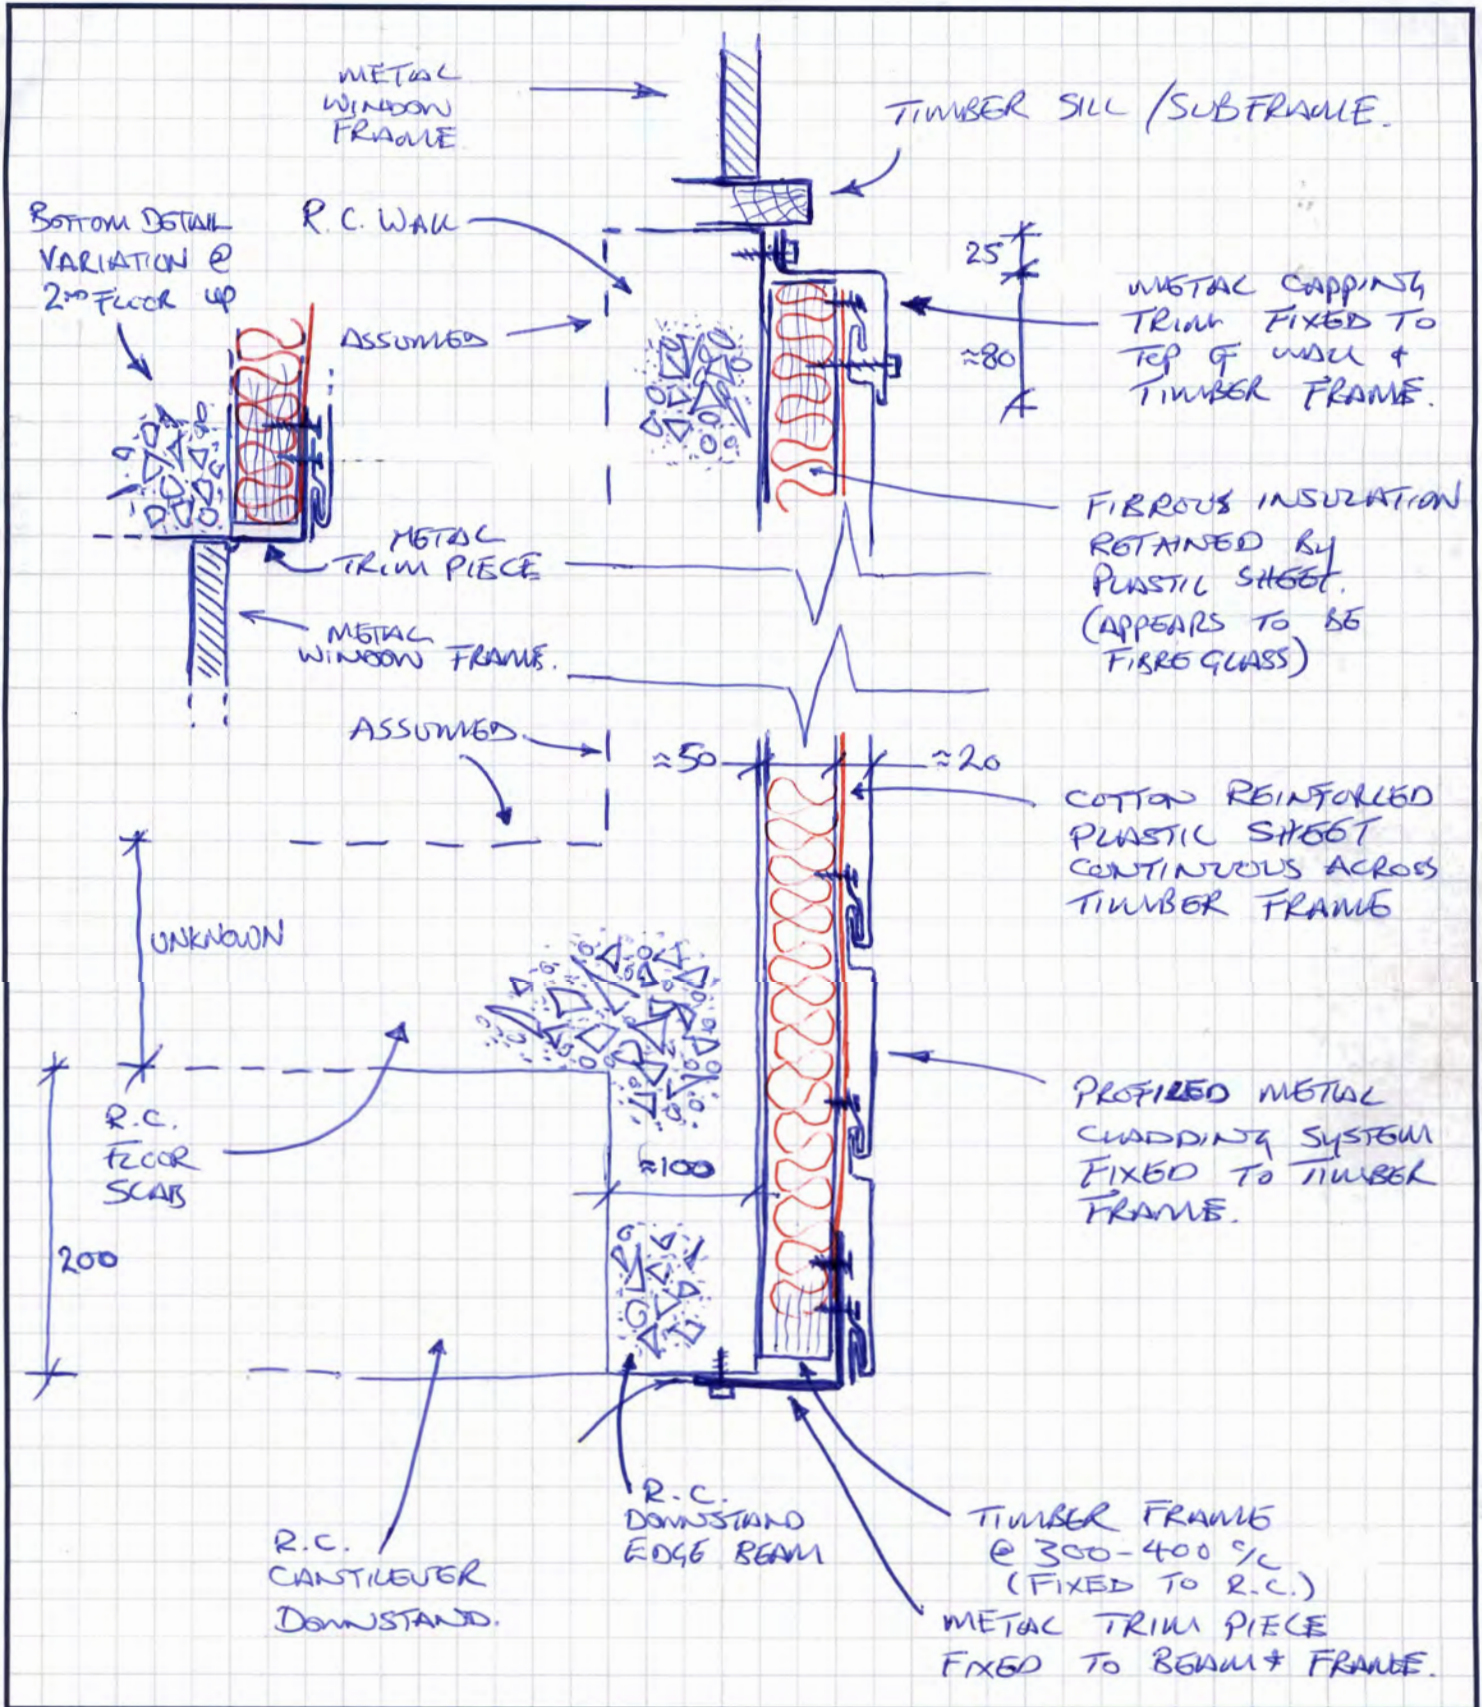 METAL
WINDOW
FRAME
TIMBER SILL / SUBFRAME.
BOTTOM DETAIL
VARIATION @
2ND FLOOR UP
R.C. WALL
ASSUMED
25
≈80
METAL CAPPING
TRIM FIXED TO
TOP OF WALL &
TIMBER FRAME.
FIBROUS INSULATION
RETAINED BY
PLASTIC SHEET.
(APPEARS TO BE
FIBREGLASS)
METAL
TRIM PIECE
METAL
WINDOW FRAME.
ASSUMED
≈50
≈20
COTTON REINFORCED
PLASTIC SHEET
CONTINUOUS ACROSS
TIMBER FRAME
UNKNOWN
PROFILED METAL
CLADDING SYSTEM
FIXED TO TIMBER
FRAME.
R.C.
FLOOR
SLAB
≈100
200
R.C.
DOWNSTAND
EDGE BEAM
R.C.
CANTILEVER
DOWNSTAND.
TIMBER FRAME
@ 300-400 c/c
(FIXED TO R.C.)
METAL TRIM PIECE
FIXED TO BEAM & FRAME.